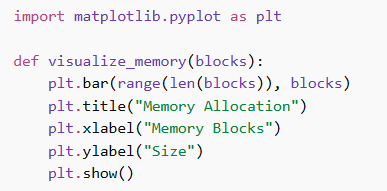 import matplotlib.pyplot as plt
def visualize_memory(blocks):
    plt.bar(range(len(blocks)), blocks)
    plt.title("Memory Allocation")
    plt.xlabel("Memory Blocks")
    plt.ylabel("Size")
    plt.show()